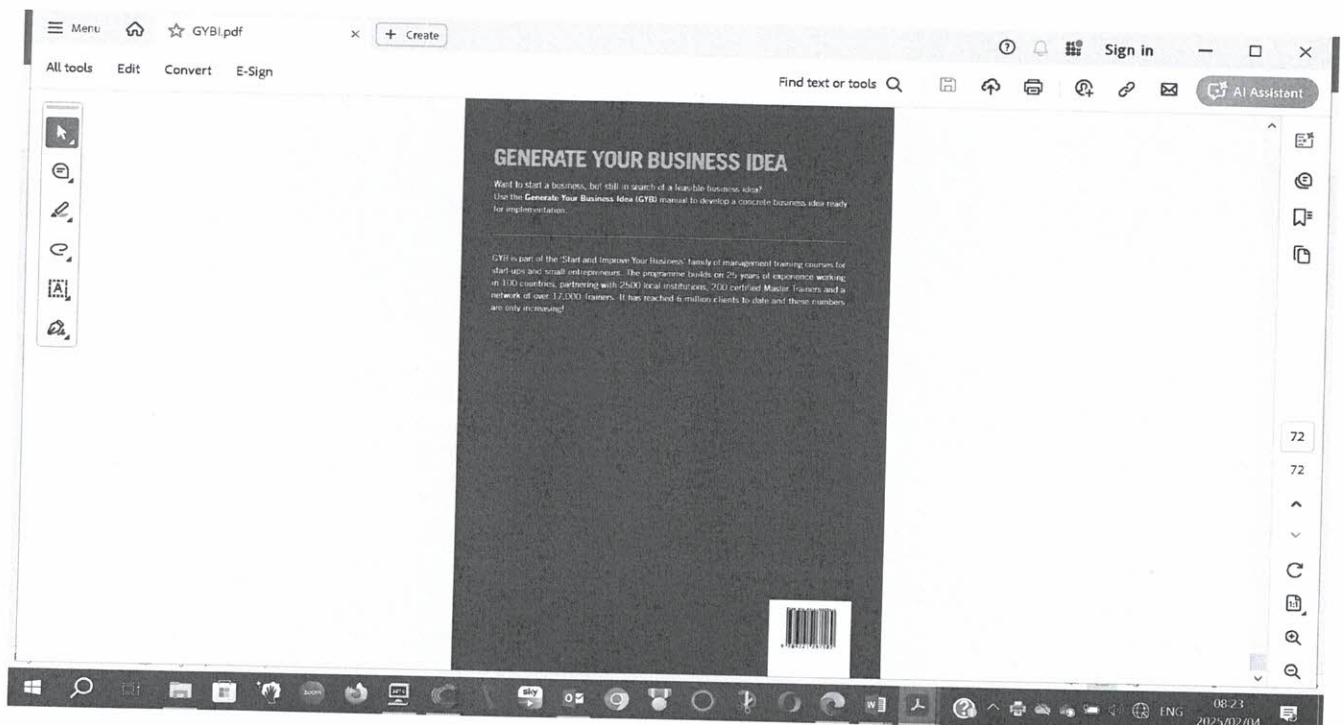 Menu
GYBI.pdf
+ Create
Sign in
All tools
Edit
Convert
E-Sign
Find text or tools
AI Assistant
GENERATE YOUR BUSINESS IDEA
Want to start a business, but still in search of a feasible business idea?
Use the Generate Your Business Idea (GYB) manual to develop a concrete business idea ready
for implementation.
GYB is part of the 'Start and Improve Your Business' family of management training courses for
start-ups and small entrepreneurs. The programme builds on 25 years of experience working
in 100 countries, partnering with 2500 local institutions, 200 certified Master Trainers and a
network of over 17,000 Trainers. It has reached 6 million clients to date and these numbers
are only increasing!
72
72
1:1
zoom
sky
ENG
08:23
2025/02/04